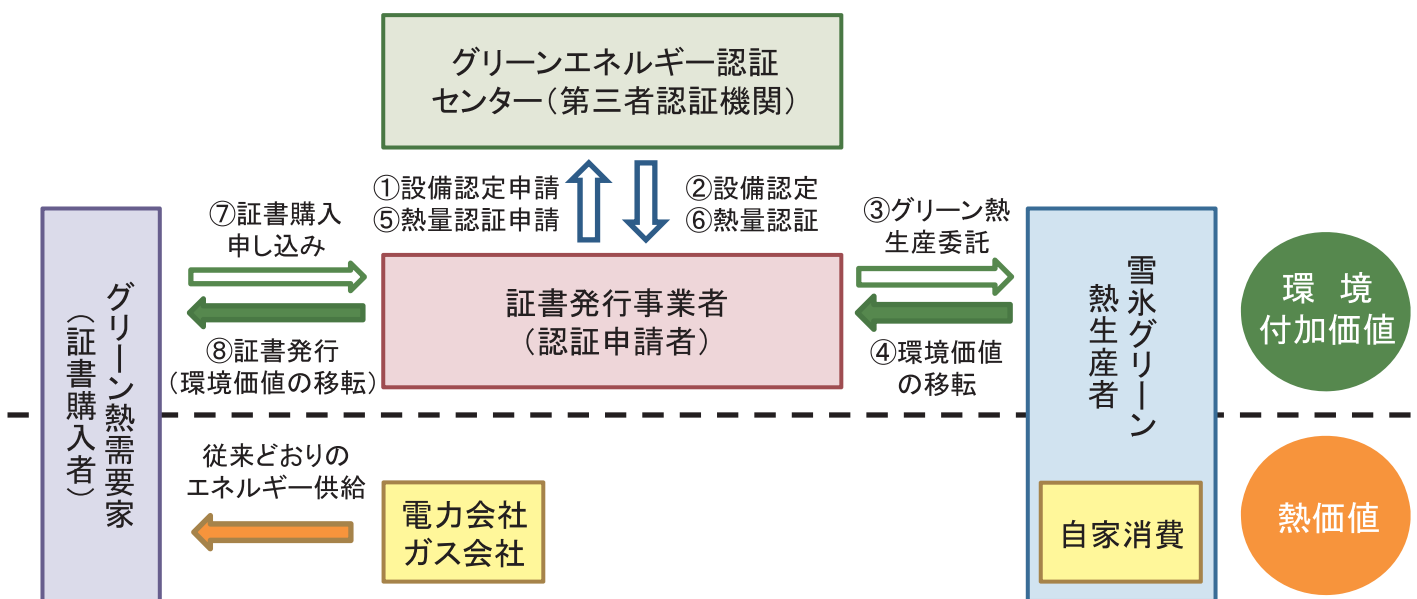 グリーンエネルギー認証
センター(第三者認証機関)
①設備認定申請
⑤熱量認証申請
②設備認定
⑥熱量認証
⑦証書購入
申し込み
③グリーン熱
生産委託
グリーン熱需要家
(証書購入者)
証書発行事業者
(認証申請者)
雪氷グリーン
熱生産者
環 境
付加価値
⑧証書発行
(環境価値の移転)
④環境価値
の移転
従来どおりの
エネルギー供給
電力会社
ガス会社
自家消費
熱価値